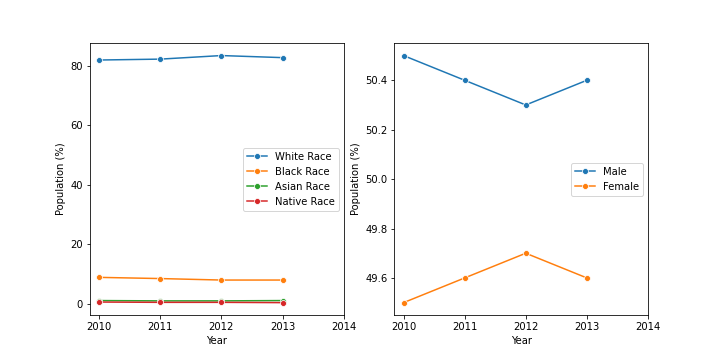 80
60
40
20
0
Population (%)
2010 2011 2012 2013 2014
Year
White Race
Black Race
Asian Race
Native Race
50.4
50.2
50.0
49.8
49.6
Population (%)
2010 2011 2012 2013 2014
Year
Male
Female